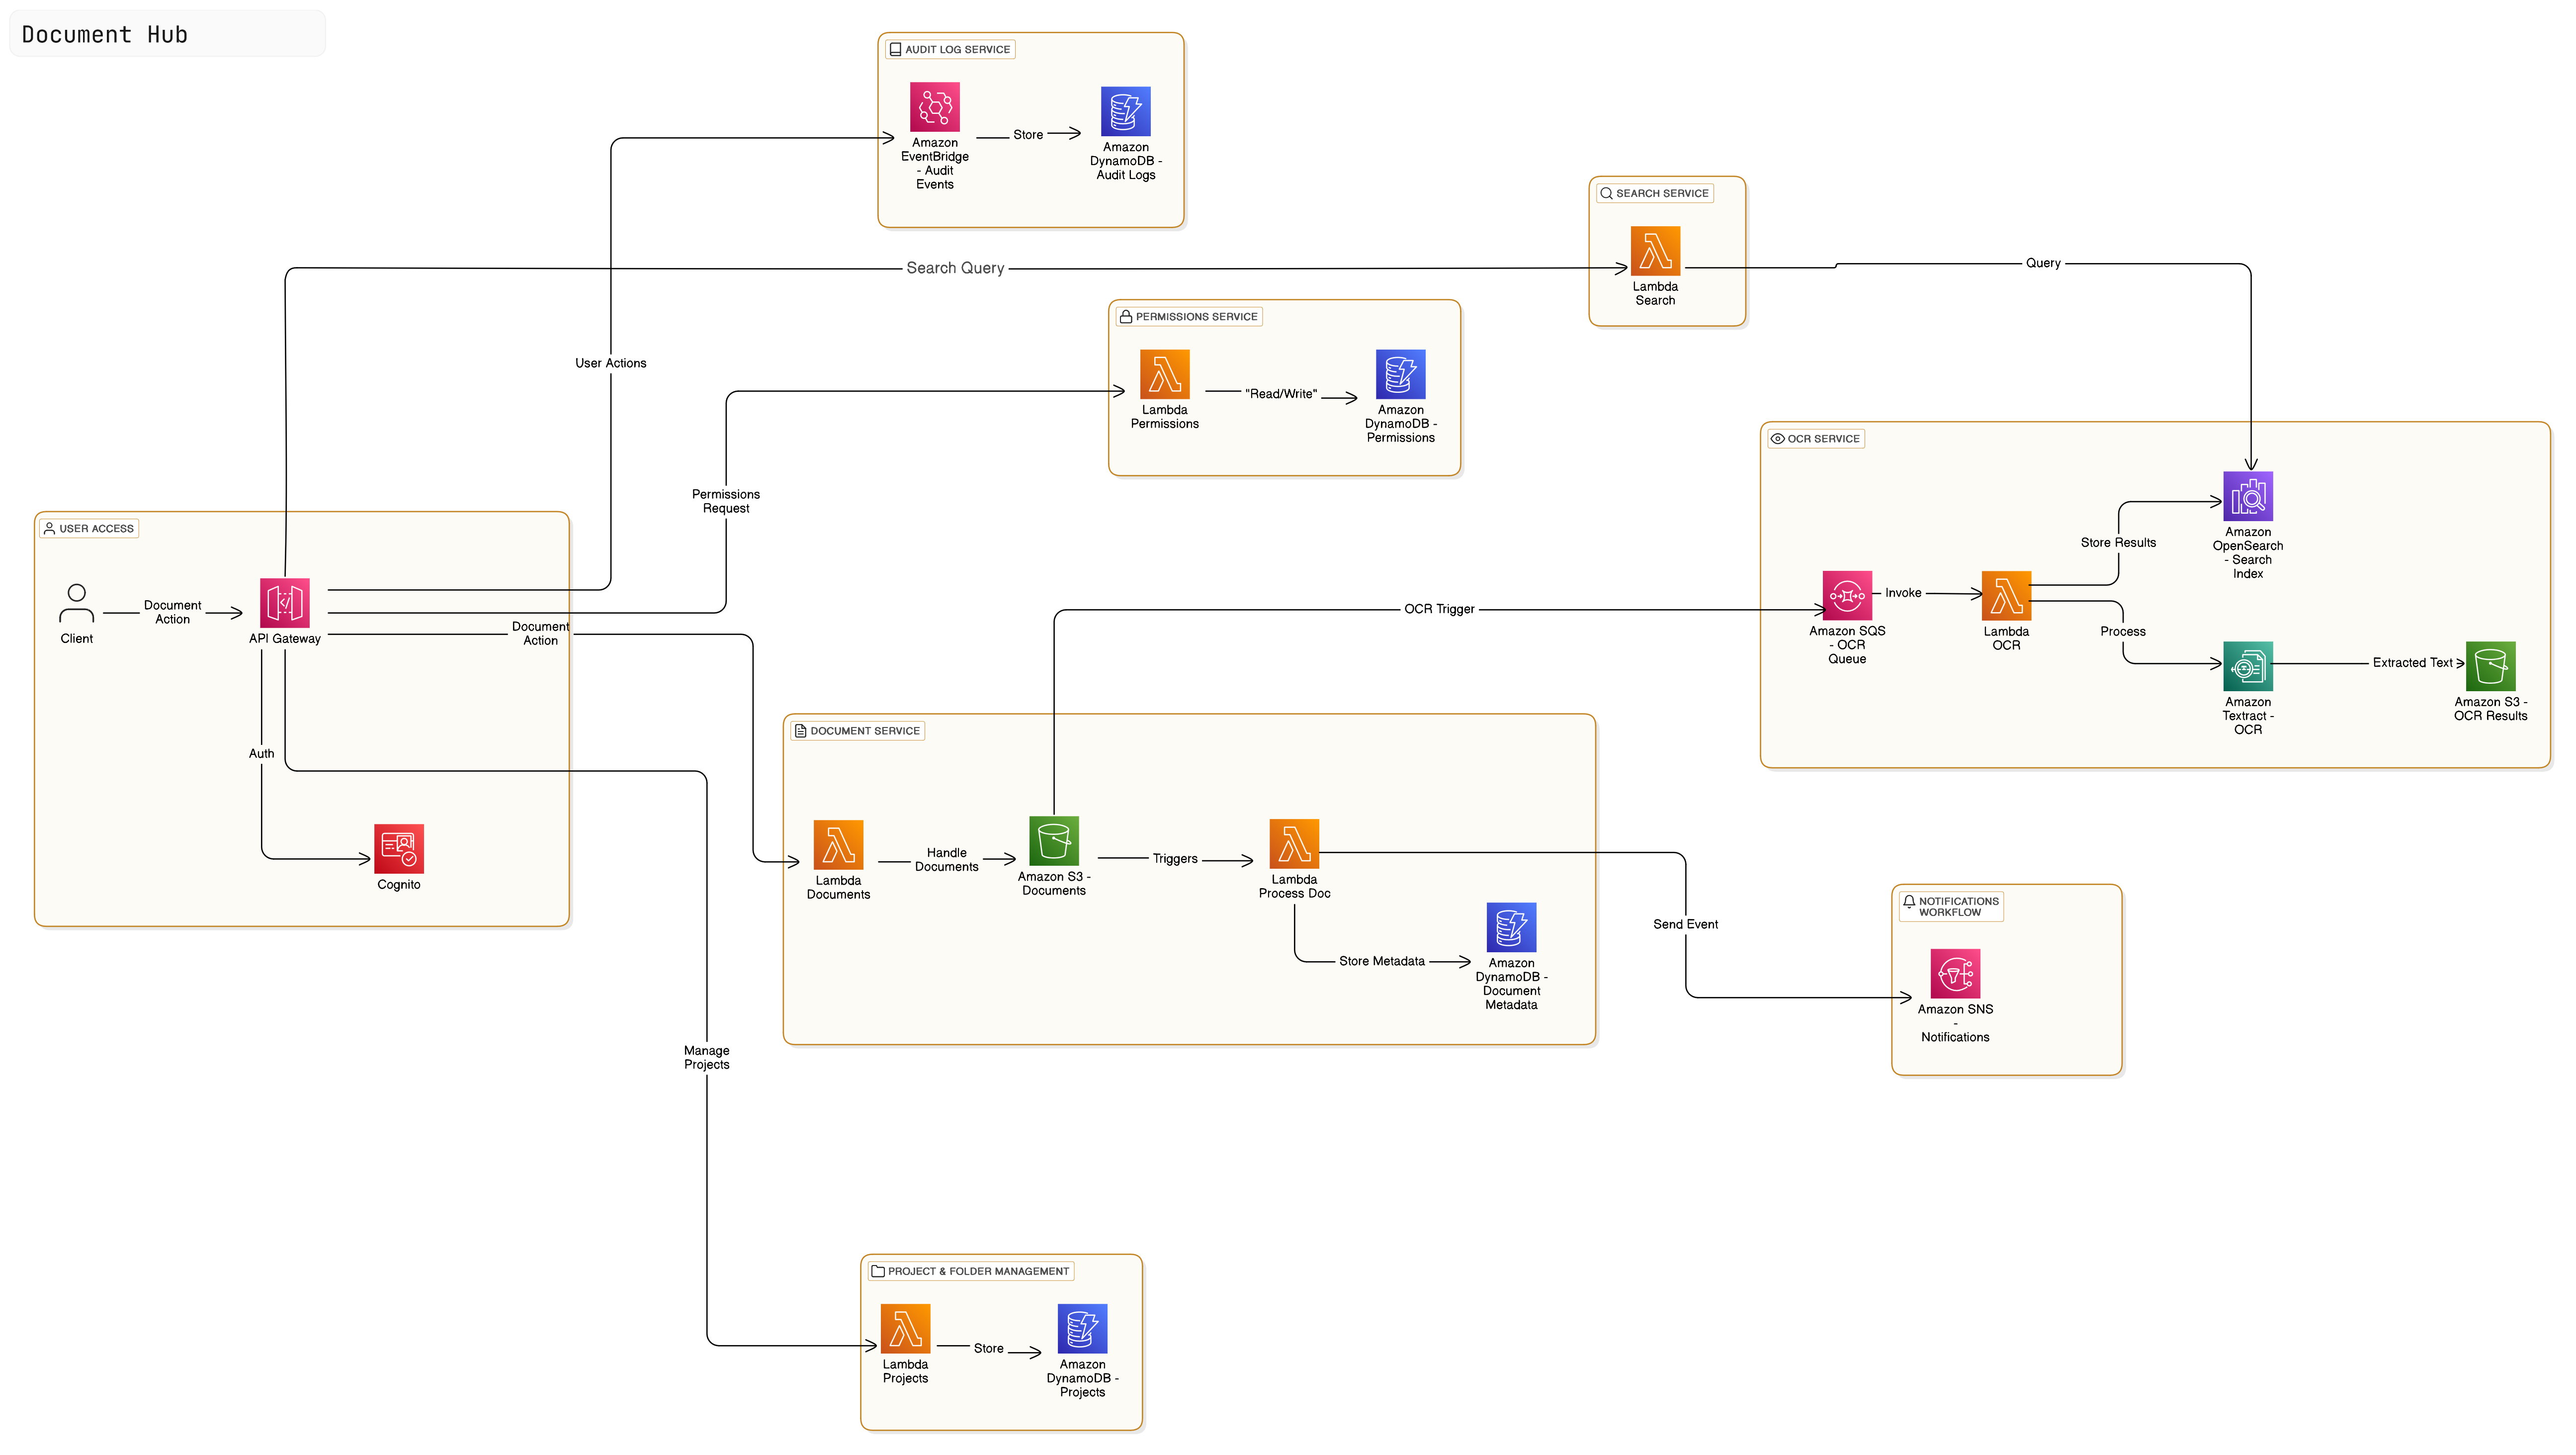 Document Hub
AUDIT LOG SERVICE
Amazon
EventBridge
- Audit
Events
Store
Amazon
DynamoDB -
Audit Logs
SEARCH SERVICE
Lambda
Search
Search Query
Query
User Actions
PERMISSIONS SERVICE
Lambda
Permissions
"Read/Write"
Amazon
DynamoDB -
Permissions
Permissions
Request
USER ACCESS
Client
Document
Action
API Gateway
Document
Action
Auth
Cognito
OCR SERVICE
Amazon
OpenSearch
- Search
Index
Store Results
OCR Trigger
Amazon SQS
- OCR
Queue
Invoke
Lambda
OCR
Process
Amazon
Textract -
OCR
Extracted Text
Amazon S3 -
OCR Results
DOCUMENT SERVICE
Lambda
Documents
Handle
Documents
Amazon S3 -
Documents
Triggers
Lambda
Process Doc
Store Metadata
Amazon
DynamoDB -
Document
Metadata
Send Event
NOTIFICATIONS
WORKFLOW
Amazon SNS
-
Notifications
Manage
Projects
PROJECT & FOLDER MANAGEMENT
Lambda
Projects
Store
Amazon
DynamoDB -
Projects